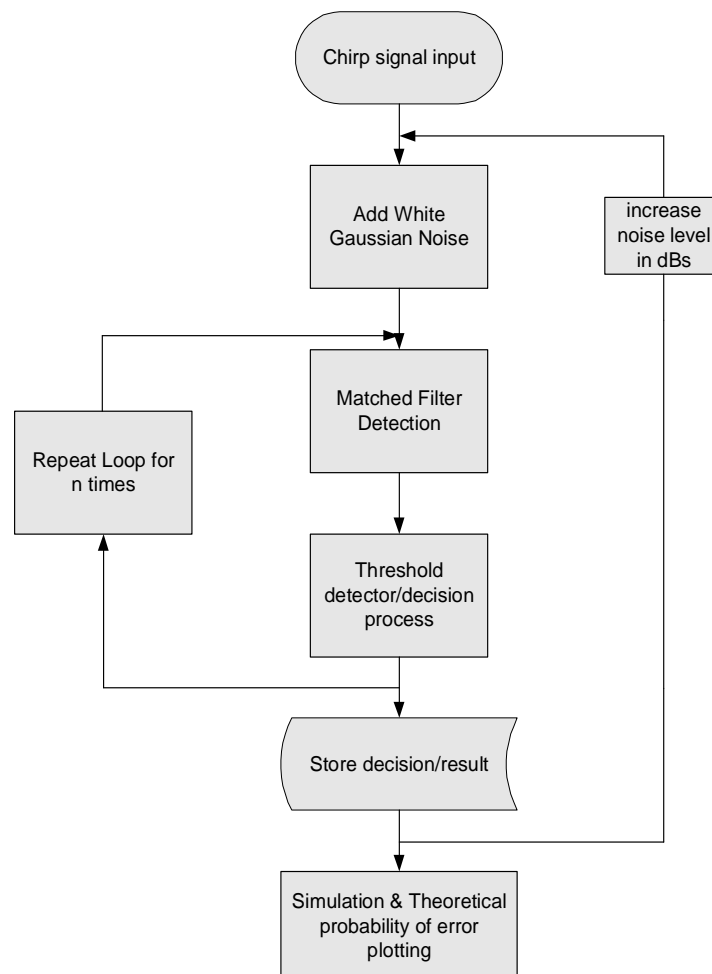 Chirp signal input
Add White
Gaussian Noise
increase
noise level
in dBs
Matched Filter
Detection
Repeat Loop for
n times
Threshold
detector/decision
process
Store decision/result
Simulation & Theoretical
probability of error
plotting